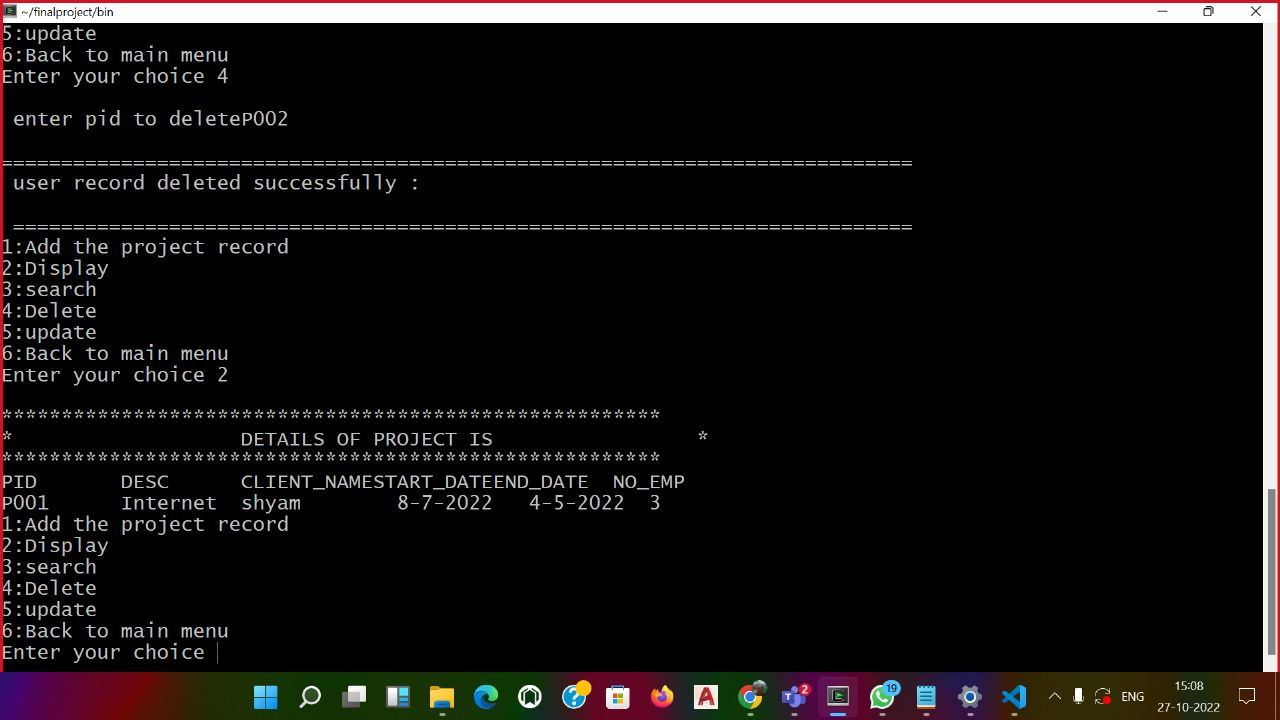 ~/finalproject/bin
5:update
6:Back to main menu
Enter your choice 4
enter pid to deleteP002
===========================================================================
user record deleted successfully :
===========================================================================
1:Add the project record
2:Display
3:search
4:Delete
5:update
6:Back to main menu
Enter your choice 2
*******************************************************
* DETAILS OF PROJECT IS *
*******************************************************
PID DESC CLIENT_NAMESTART_DATEEND_DATE NO_EMP
P001 Internet shyam 8-7-2022 4-5-2022 3
1:Add the project record
2:Display
3:search
4:Delete
5:update
6:Back to main menu
Enter your choice
2
19
ENG
15:08
27-10-2022